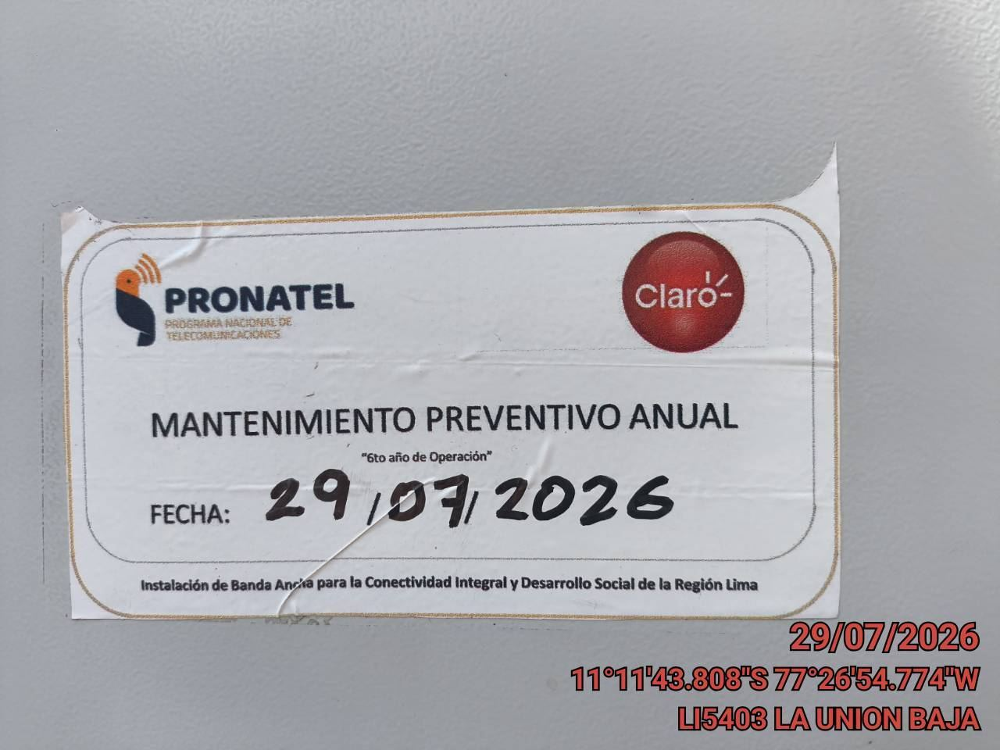 PRONATEL
PROGRAMA NACIONAL DE
TELECOMUNICACIONES
Claro
MANTENIMIENTO PREVENTIVO ANUAL
"6to año de Operación"
FECHA: 29/07/2026
Instalación de Banda Ancha para la Conectividad Integral y Desarrollo Social de la Región Lima
29/07/2026
11°11'43.808"S 77°26'54.774"W
LI5403 LA UNION BAJA